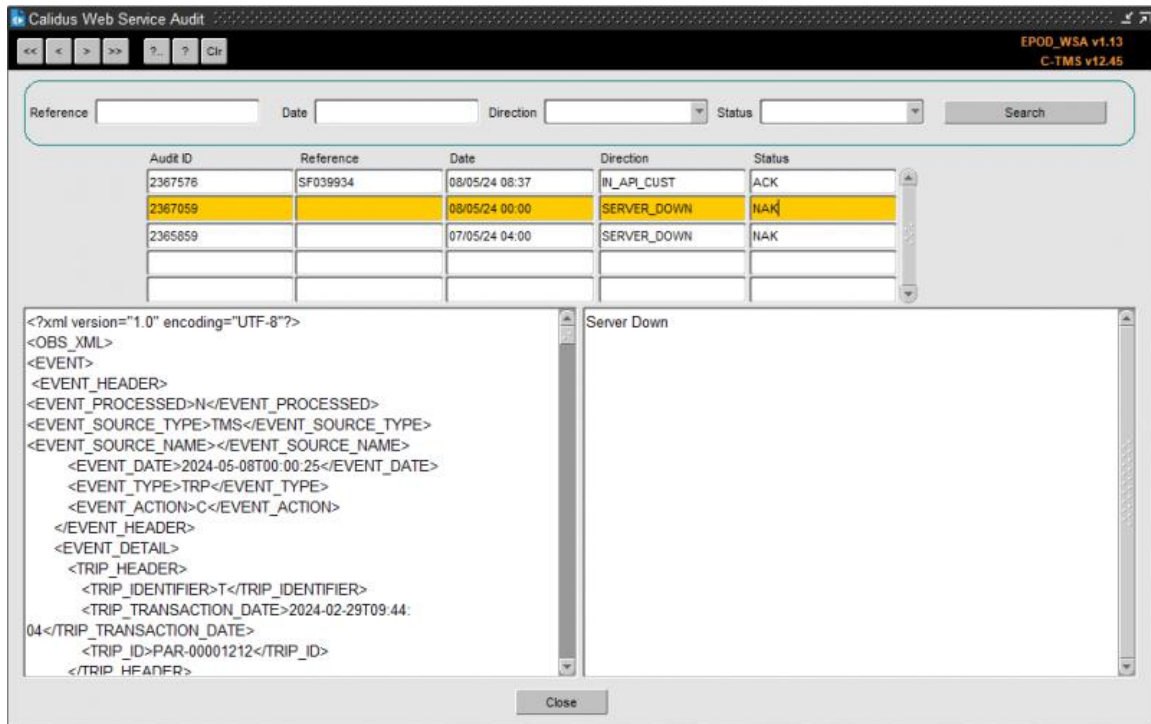 Calidus Web Service Audit
<< < > >> ?.. ? Clr
EPOD_WSA v1.13
C-TMS v12.45
Reference Date Direction Status Search
Audit ID Reference Date Direction Status
2367576 SF039934 08/05/24 08:37 IN_API_CUST ACK
2367059 08/05/24 00:00 SERVER_DOWN NAK
2365859 07/05/24 04:00 SERVER_DOWN NAK
<?xml version="1.0" encoding="UTF-8"?>
<OBS_XML>
<EVENT>
<EVENT_HEADER>
<EVENT_PROCESSED>N</EVENT_PROCESSED>
<EVENT_SOURCE_TYPE>TMS</EVENT_SOURCE_TYPE>
<EVENT_SOURCE_NAME></EVENT_SOURCE_NAME>
<EVENT_DATE>2024-05-08T00:00:25</EVENT_DATE>
<EVENT_TYPE>TRP</EVENT_TYPE>
<EVENT_ACTION>C</EVENT_ACTION>
</EVENT_HEADER>
<EVENT_DETAIL>
<TRIP_HEADER>
<TRIP_IDENTIFIER>T</TRIP_IDENTIFIER>
<TRIP_TRANSACTION_DATE>2024-02-29T09:44:
04</TRIP_TRANSACTION_DATE>
<TRIP_ID>PAR-00001212</TRIP_ID>
</TRIP_HEADER>
Server Down
Close